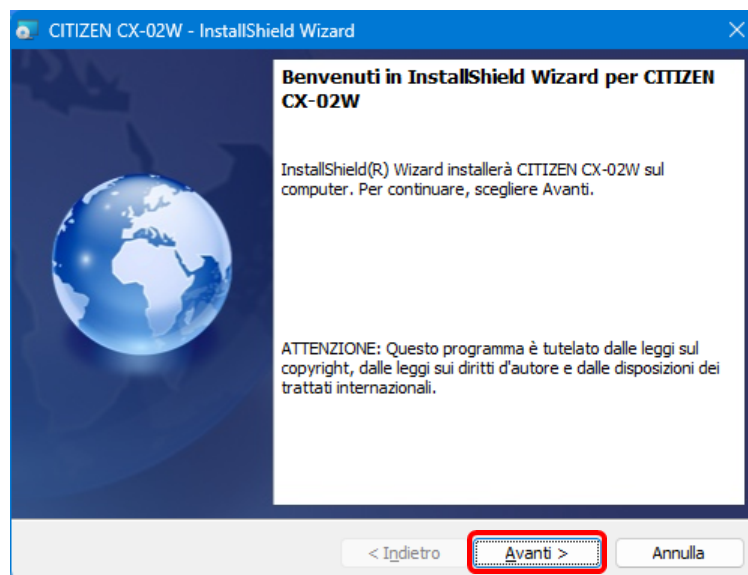 CITIZEN CX-02W - InstallShield Wizard
Benvenuti in InstallShield Wizard per CITIZEN
CX-02W
InstallShield(R) Wizard installerà CITIZEN CX-02W sul
computer. Per continuare, scegliere Avanti.
ATTENZIONE: Questo programma è tutelato dalle leggi sul
copyright, dalle leggi sui diritti d'autore e dalle disposizioni dei
trattati internazionali.
< Indietro Avanti > Annulla